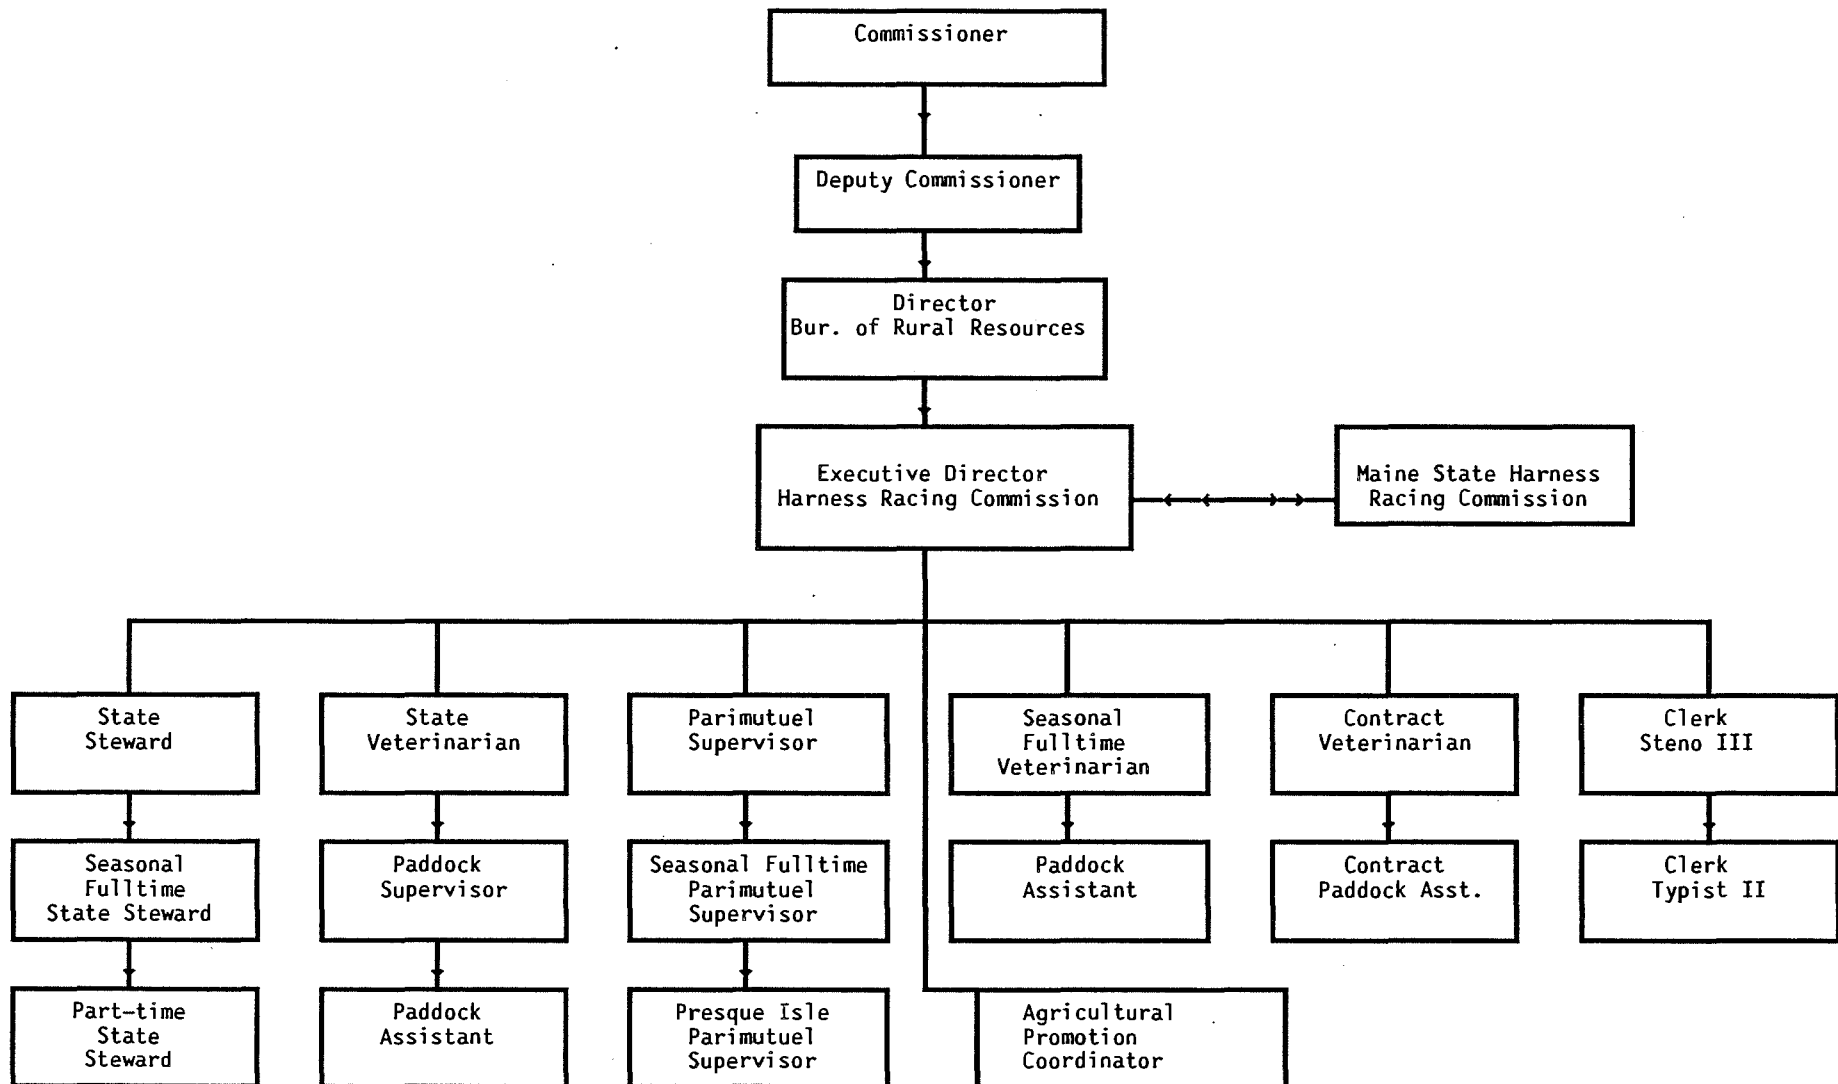 Commissioner
Deputy Commissioner
Director
Bur. of Rural Resources
Executive Director
Harness Racing Commission
Maine State Harness
Racing Commission
State
Steward
State
Veterinarian
Parimutuel
Supervisor
Seasonal
Fulltime
Veterinarian
Contract
Veterinarian
Clerk
Steno III
Seasonal
Fulltime
State Steward
Paddock
Supervisor
Seasonal Fulltime
Parimutuel
Supervisor
Paddock
Assistant
Contract
Paddock Asst.
Clerk
Typist II
Part-time
State
Steward
Paddock
Assistant
Presque Isle
Parimutuel
Supervisor
Agricultural
Promotion
Coordinator